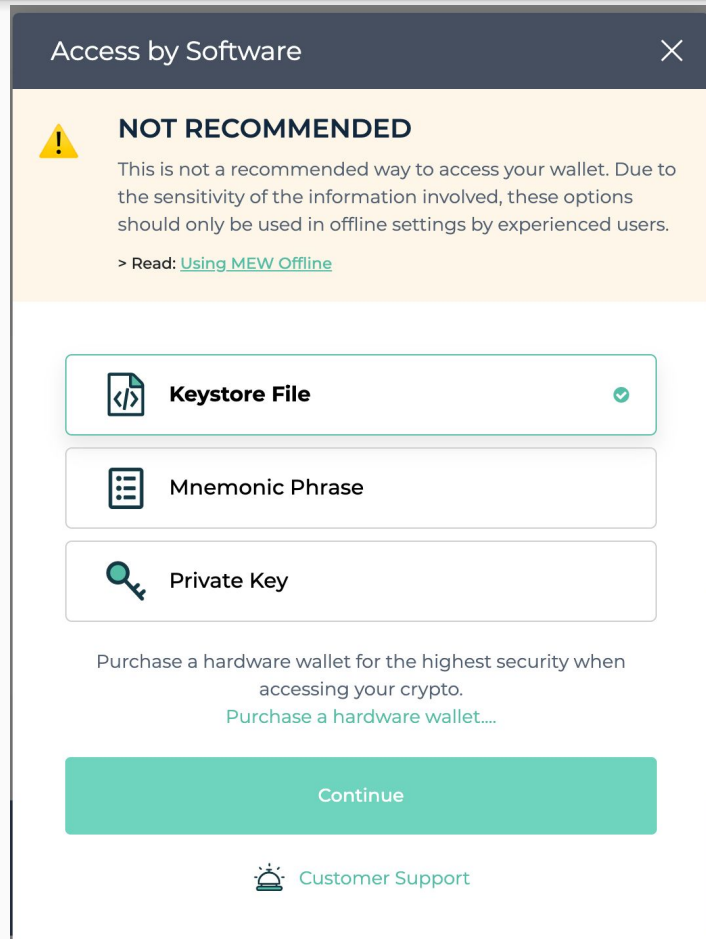 Access by Software
NOT RECOMMENDED
This is not a recommended way to access your wallet. Due to
the sensitivity of the information involved, these options
should only be used in offline settings by experienced users.
> Read: Using MEW Offline
Keystore File
Mnemonic Phrase
Private Key
Purchase a hardware wallet for the highest security when
accessing your crypto.
Purchase a hardware wallet....
Continue
Customer Support